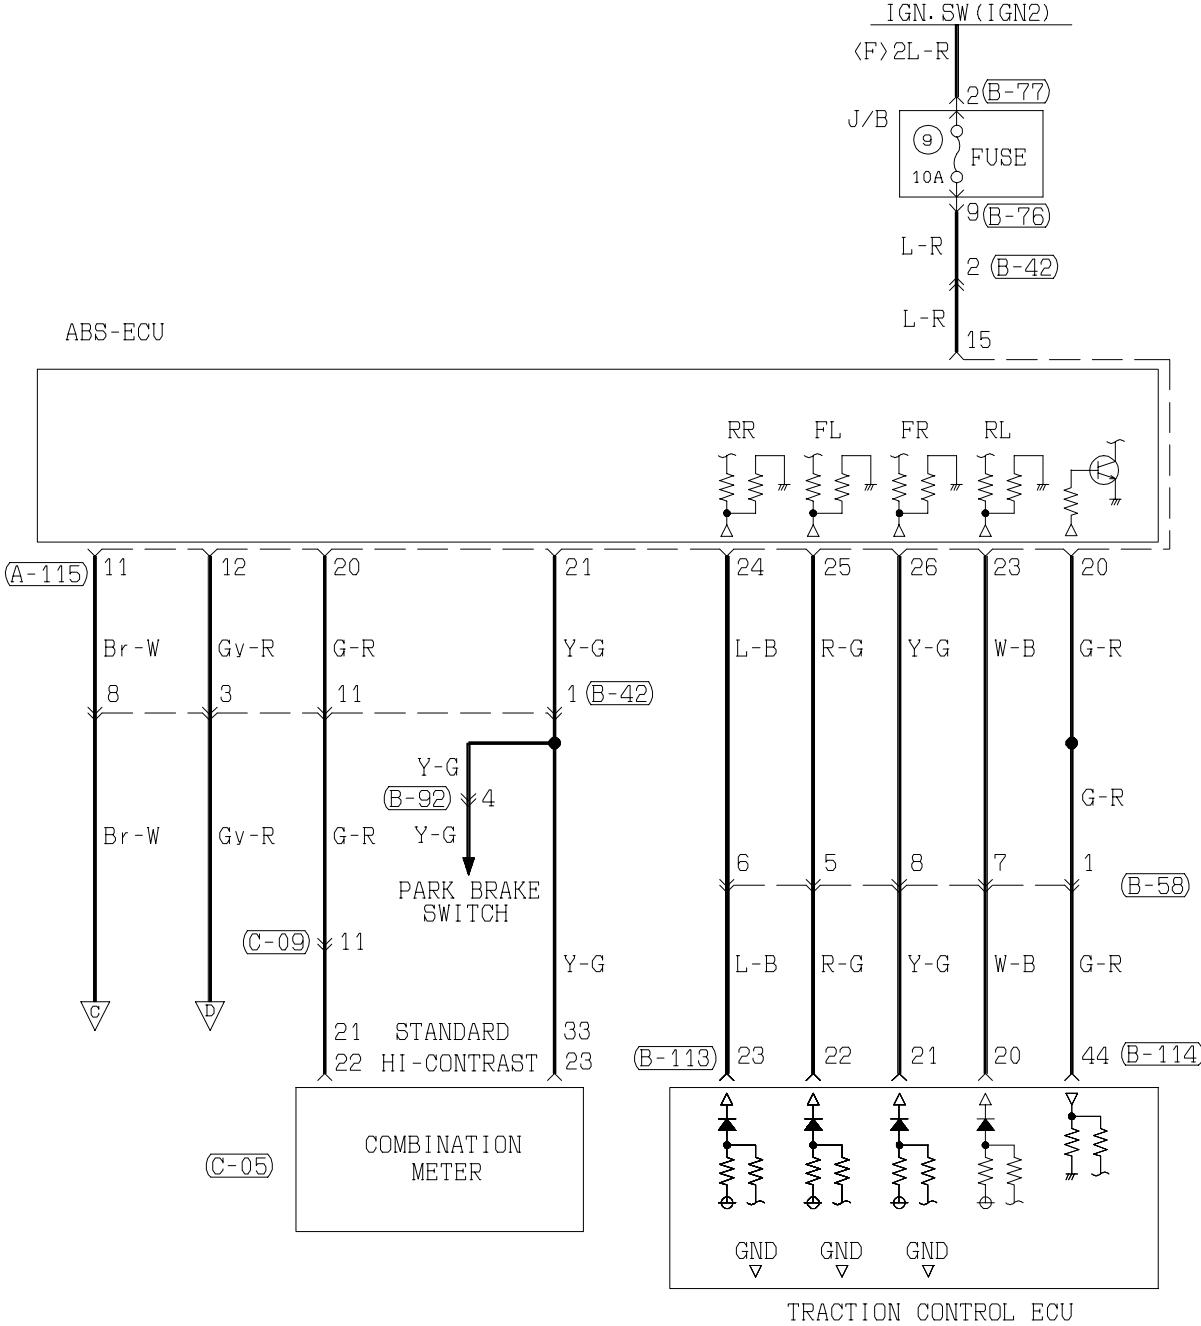 IGN. SW (IGN2)
<F> 2L-R
2 (B-77)
J/B
9 FUSE
10A
9 (B-76)
L-R
2 (B-42)
L-R
15
ABS-ECU
RR FL FR RL
(A-115) 11 12 20 21 24 25 26 23 20
Br-W Gy-R G-R Y-G L-B R-G Y-G W-B G-R
8 3 11 1 (B-42)
Y-G
(B-92) 4
G-R
Br-W Gy-R G-R Y-G
6 5 8 7 1
(B-58)
PARK BRAKE
SWITCH
(C-09) 11
Y-G L-B R-G Y-G W-B G-R
C D
21 STANDARD 33
22 HI-CONTRAST 23
(B-113) 23 22 21 20 44 (B-114)
COMBINATION
METER
(C-05)
GND GND GND
TRACTION CONTROL ECU